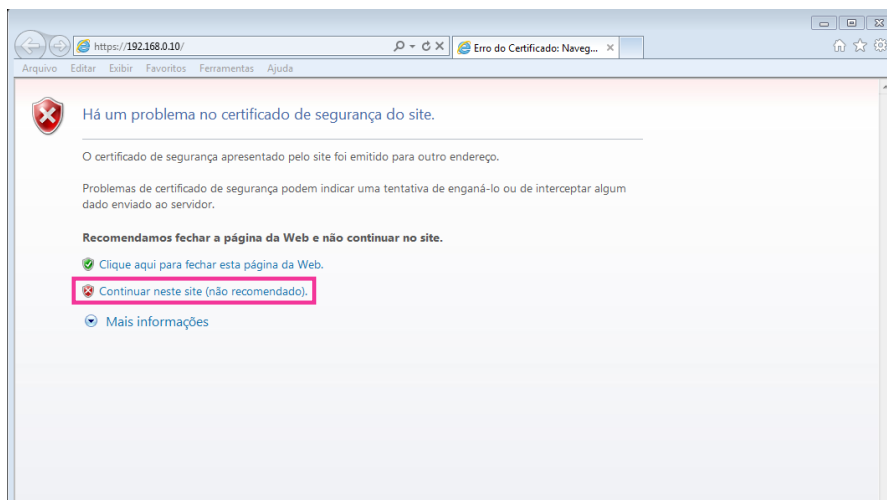 https://192.168.0.10/
Erro do Certificado: Naveg...
Arquivo Editar Exibir Favoritos Ferramentas Ajuda
Há um problema no certificado de segurança do site.
O certificado de segurança apresentado pelo site foi emitido para outro endereço.
Problemas de certificado de segurança podem indicar uma tentativa de enganá-lo ou de interceptar algum
dado enviado ao servidor.
Recomendamos fechar a página da Web e não continuar no site.
Clique aqui para fechar esta página da Web.
Continuar neste site (não recomendado).
Mais informações